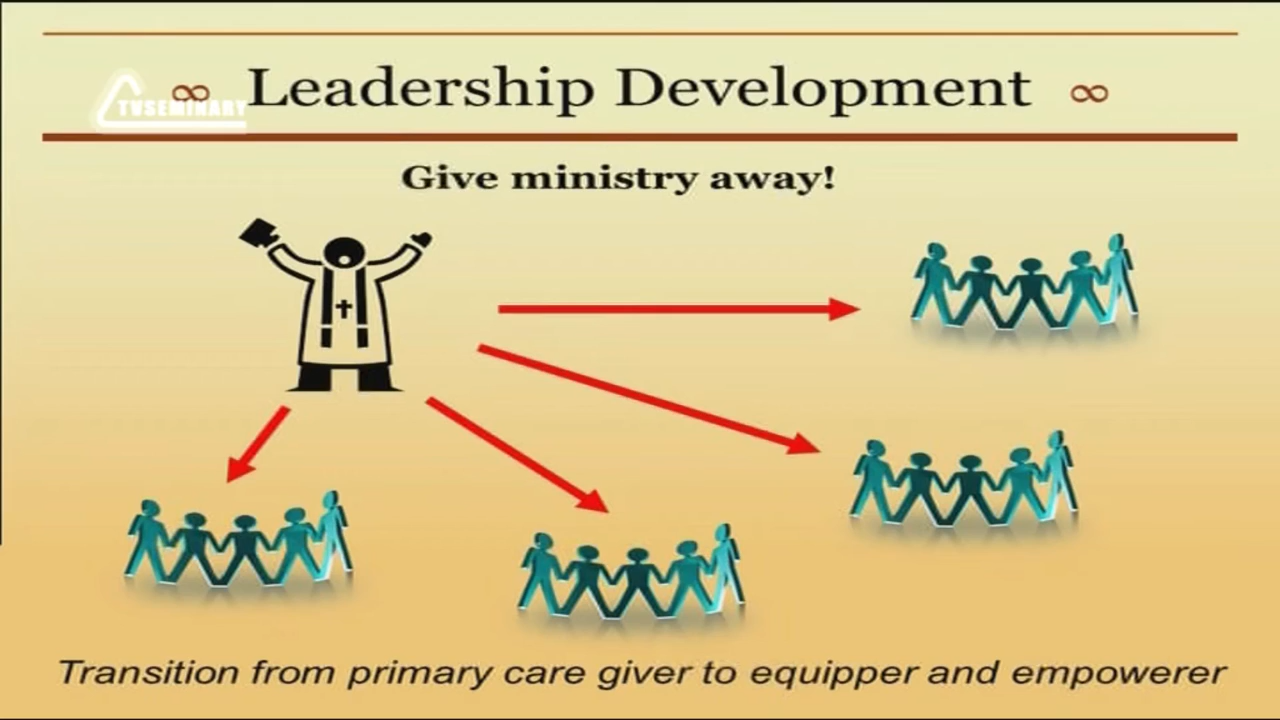 ∞ Leadership Development ∞
TVSEMINARY
Give ministry away!
Transition from primary care giver to equipper and empowerer